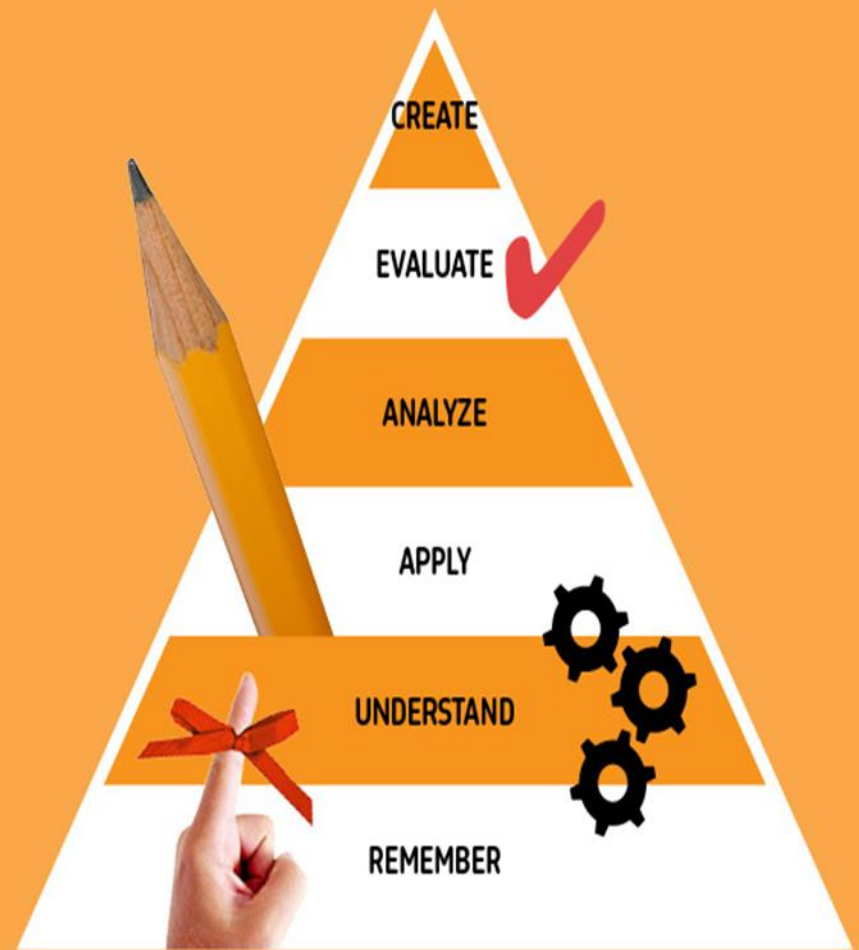 CREATE
EVALUATE
ANALYZE
APPLY
UNDERSTAND
REMEMBER